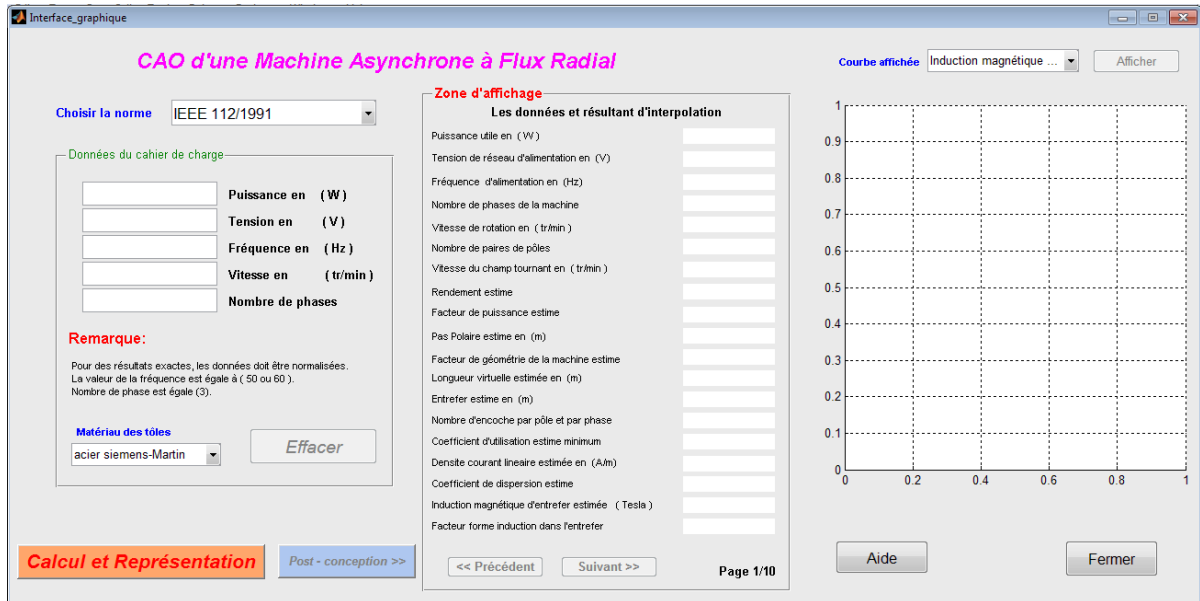 Interface_graphique
CAO d'une Machine Asynchrone à Flux Radial
Courbe affichée Induction magnétique ... Afficher
Choisir la norme IEEE 112/1991
Données du cahier de charge
Puissance en ( W )
Tension en ( V )
Fréquence en ( Hz )
Vitesse en ( tr/min )
Nombre de phases
Remarque:
Pour des résultats exactes, les données doit être normalisées.
La valeur de la fréquence est égale à ( 50 ou 60 ).
Nombre de phase est égale (3).
Matériau des tôles
acier siemens-Martin
Effacer
Calcul et Représentation
Post - conception >>
Zone d'affichage
Les données et résultant d'interpolation
Puissance utile en ( W )
Tension de réseau d'alimentation en (V)
Fréquence d'alimentation en (Hz)
Nombre de phases de la machine
Vitesse de rotation en ( tr/min )
Nombre de paires de pôles
Vitesse du champ tournant en ( tr/min )
Rendement estime
Facteur de puissance estime
Pas Polaire estime en (m)
Facteur de géométrie de la machine estime
Longueur virtuelle estimée en (m)
Entrefer estime en (m)
Nombre d'encoche par pôle et par phase
Coefficient d'utilisation estime minimum
Densite courant lineaire estimée en (A/m)
Coefficient de dispersion estime
Induction magnétique d'entrefer estimée ( Tesla )
Facteur forme induction dans l'entrefer
<< Précédent
Suivant >>
Page 1/10
1
0.9
0.8
0.7
0.6
0.5
0.4
0.3
0.2
0.1
0
0 0.2 0.4 0.6 0.8 1
Aide
Fermer